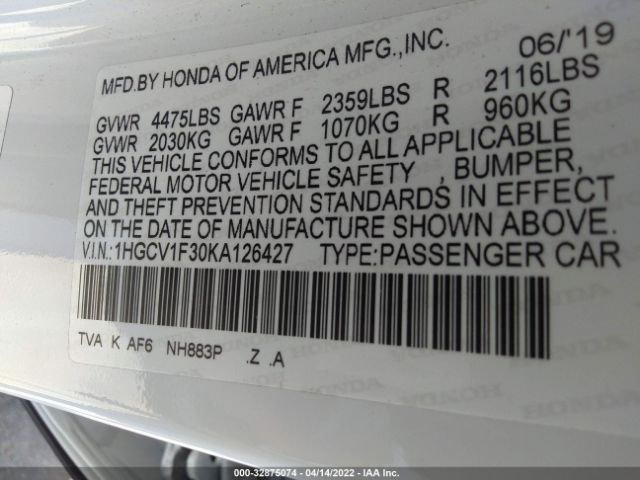 MFD.BY HONDA OF AMERICA MFG.,INC. 06/'19
GVWR 4475LBS GAWR F 2359LBS R 2116LBS
GVWR 2030KG GAWR F 1070KG R 960KG
THIS VEHICLE CONFORMS TO ALL APPLICABLE
FEDERAL MOTOR VEHICLE SAFETY , BUMPER,
AND THEFT PREVENTION STANDARDS IN EFFECT
ON THE DATE OF MANUFACTURE SHOWN ABOVE.
V.I.N.:1HGCV1F30KA126427 TYPE:PASSENGER CAR
TVA K AF6 NH883P .Z .A
000-32875074 | 04/14/2022 - IAA Inc.